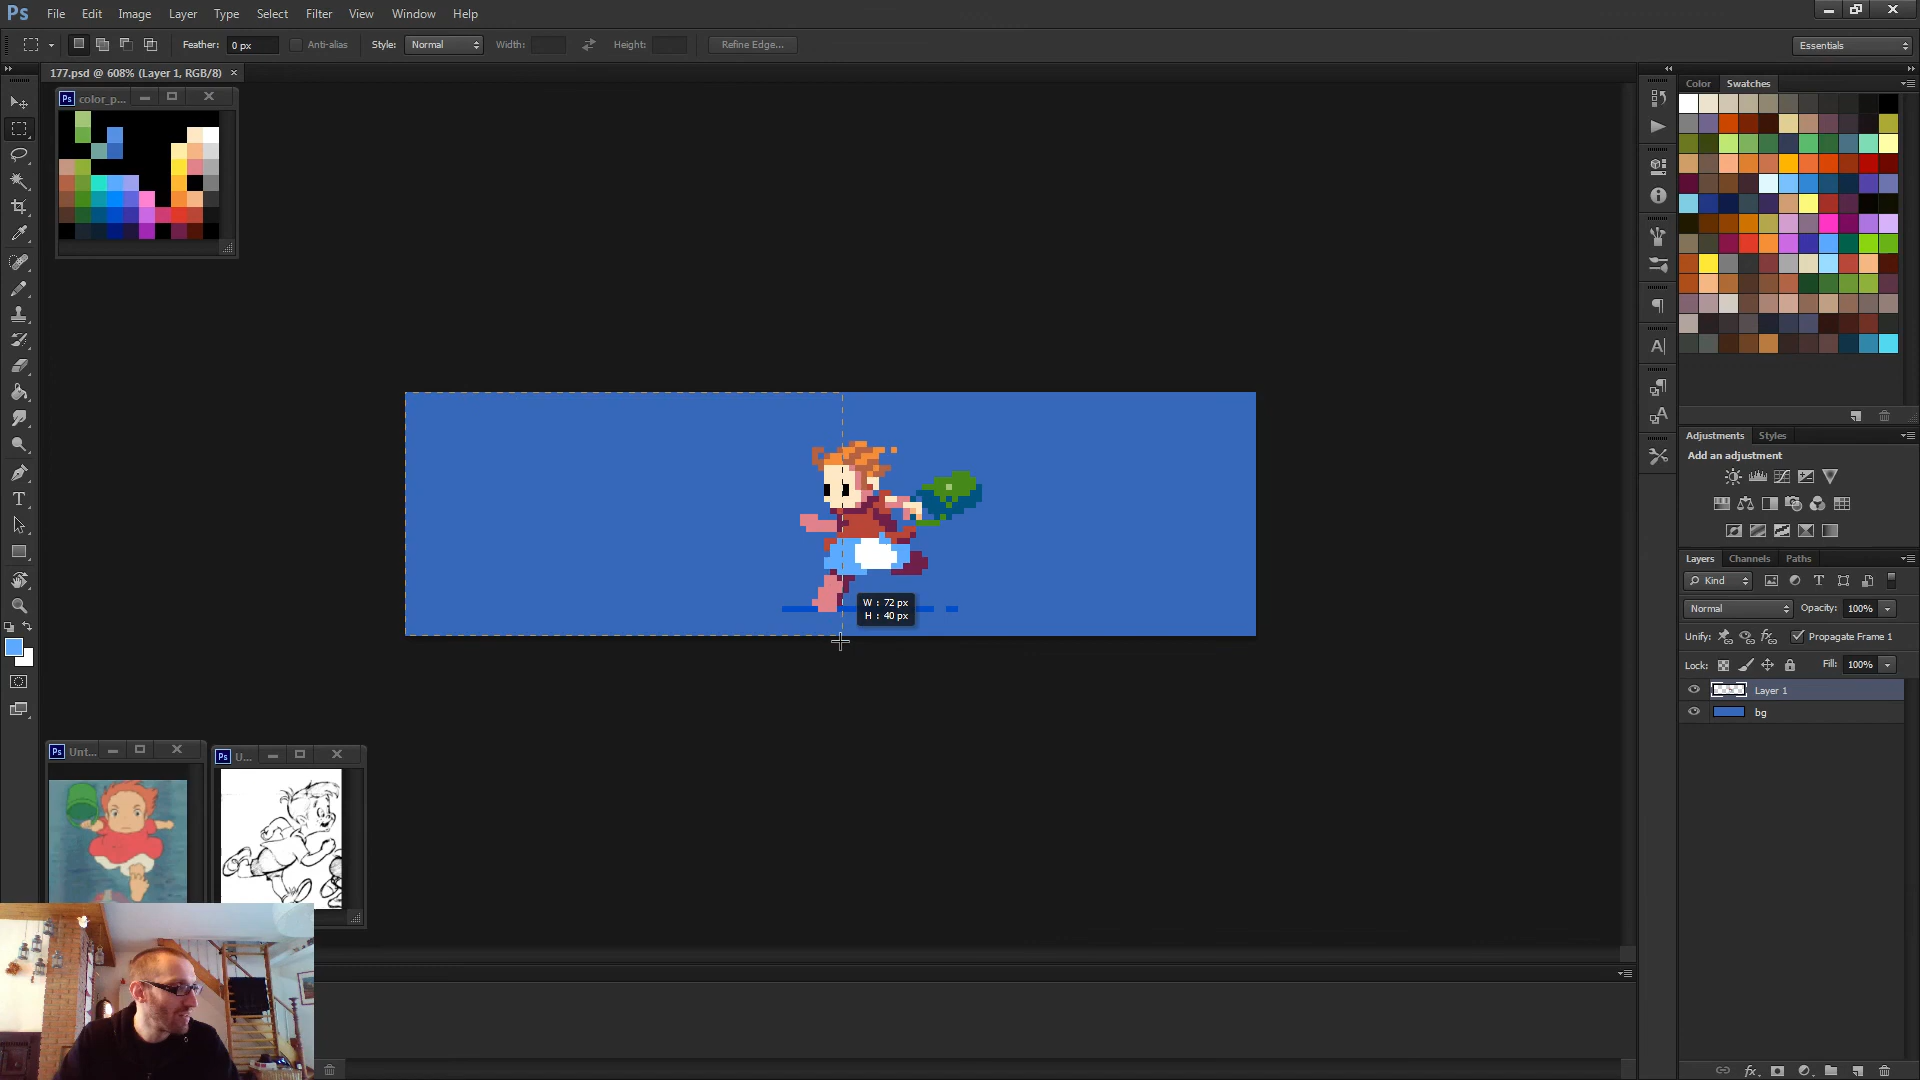 Ps File Edit Image Layer Type Select Filter View Window Help
Feather: 0 px Anti-alias Style: Normal Width: Height: Refine Edge... Essentials
177.psd @ 608% (Layer 1, RGB/8) ×
Ps color_p...
Color Swatches
W : 72 px
H : 40 px
Adjustments Styles
Add an adjustment
Layers Channels Paths
Kind
Normal Opacity: 100%
Unify: Propagate Frame 1
Lock: Fill: 100%
Layer 1
bg
Ps Unt...
Ps U...